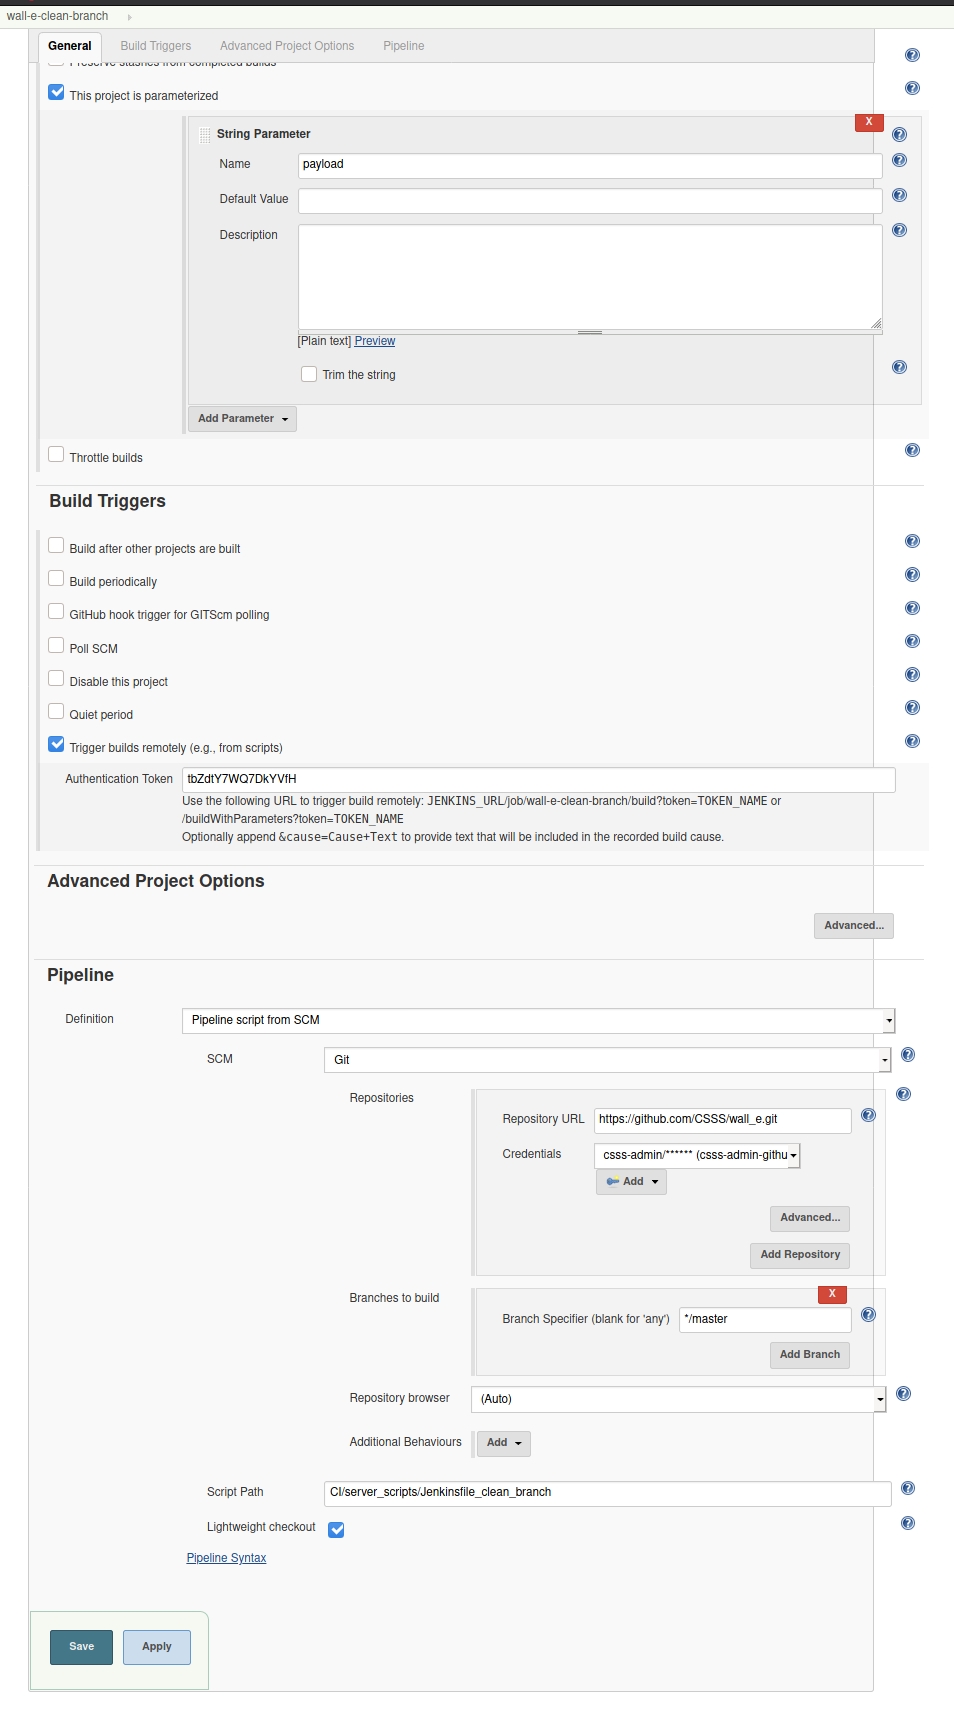 wall-e-clean-branch
General Build Triggers Advanced Project Options Pipeline
Preserve stashes from completed builds
This project is parameterized
X
String Parameter
Name payload
Default Value
Description
[Plain text] Preview
Trim the string
Add Parameter
Throttle builds
Build Triggers
Build after other projects are built
Build periodically
GitHub hook trigger for GITScm polling
Poll SCM
Disable this project
Quiet period
Trigger builds remotely (e.g., from scripts)
Authentication Token tbZdtY7WQ7DkYVfH
Use the following URL to trigger build remotely: JENKINS_URL/job/wall-e-clean-branch/build?token=TOKEN_NAME or
/buildWithParameters?token=TOKEN_NAME
Optionally append &cause=Cause+Text to provide text that will be included in the recorded build cause.
Advanced Project Options
Advanced...
Pipeline
Definition Pipeline script from SCM
SCM Git
Repositories
Repository URL https://github.com/CSSS/wall_e.git
Credentials csss-admin/****** (csss-admin-githu
Add
Advanced...
Add Repository
Branches to build
X
Branch Specifier (blank for 'any') */master
Add Branch
Repository browser (Auto)
Additional Behaviours Add
Script Path CI/server_scripts/Jenkinsfile_clean_branch
Lightweight checkout
Pipeline Syntax
Save Apply